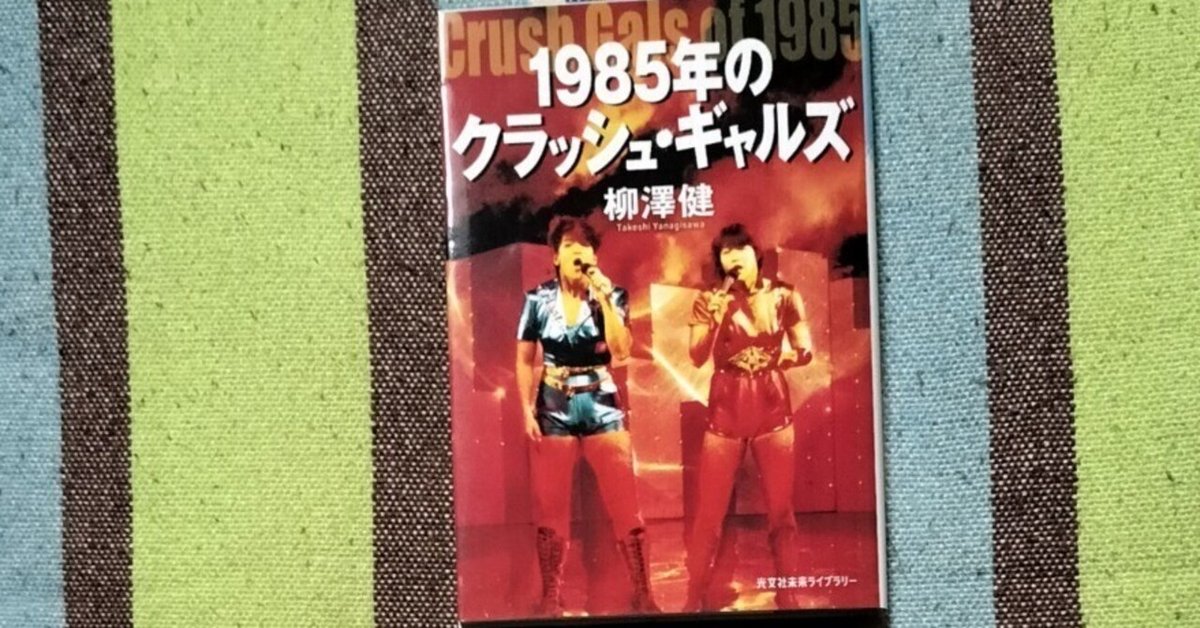 Crush Gals of 1985
1985年の
クラッシュ・ギャルズ
柳澤健
Takeshi Yanagisawa
光文社未来ライブラリー